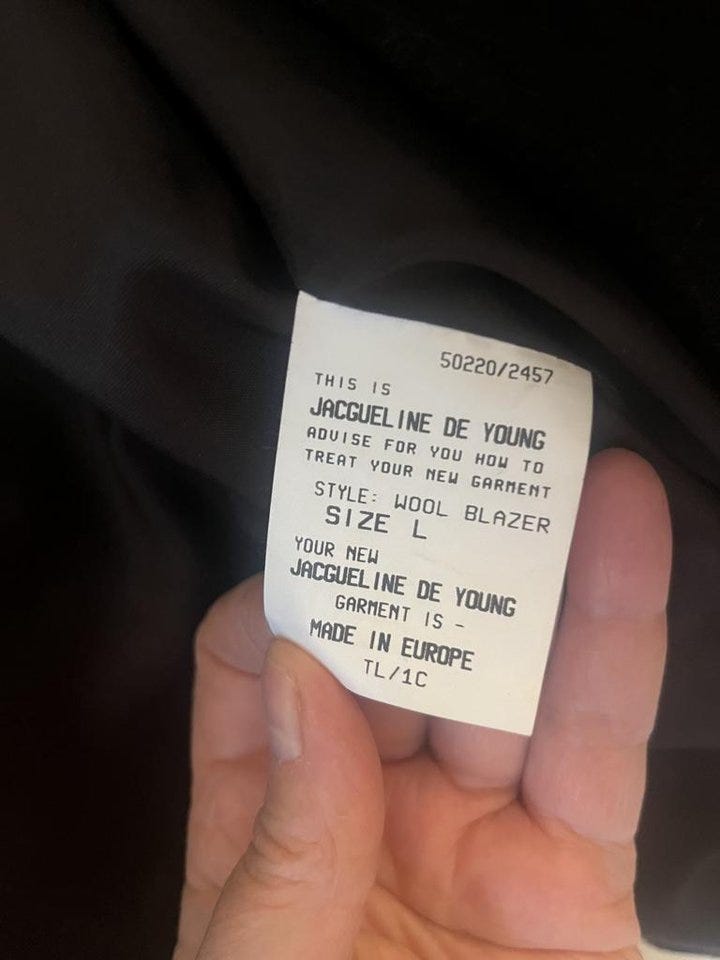 50220/2457
THIS IS
JACGUELINE DE YOUNG
ADVISE FOR YOU HOW TO
TREAT YOUR NEW GARMENT
STYLE: WOOL BLAZER
SIZE L
YOUR NEW
JACGUELINE DE YOUNG
GARMENT IS -
MADE IN EUROPE
TL/1C